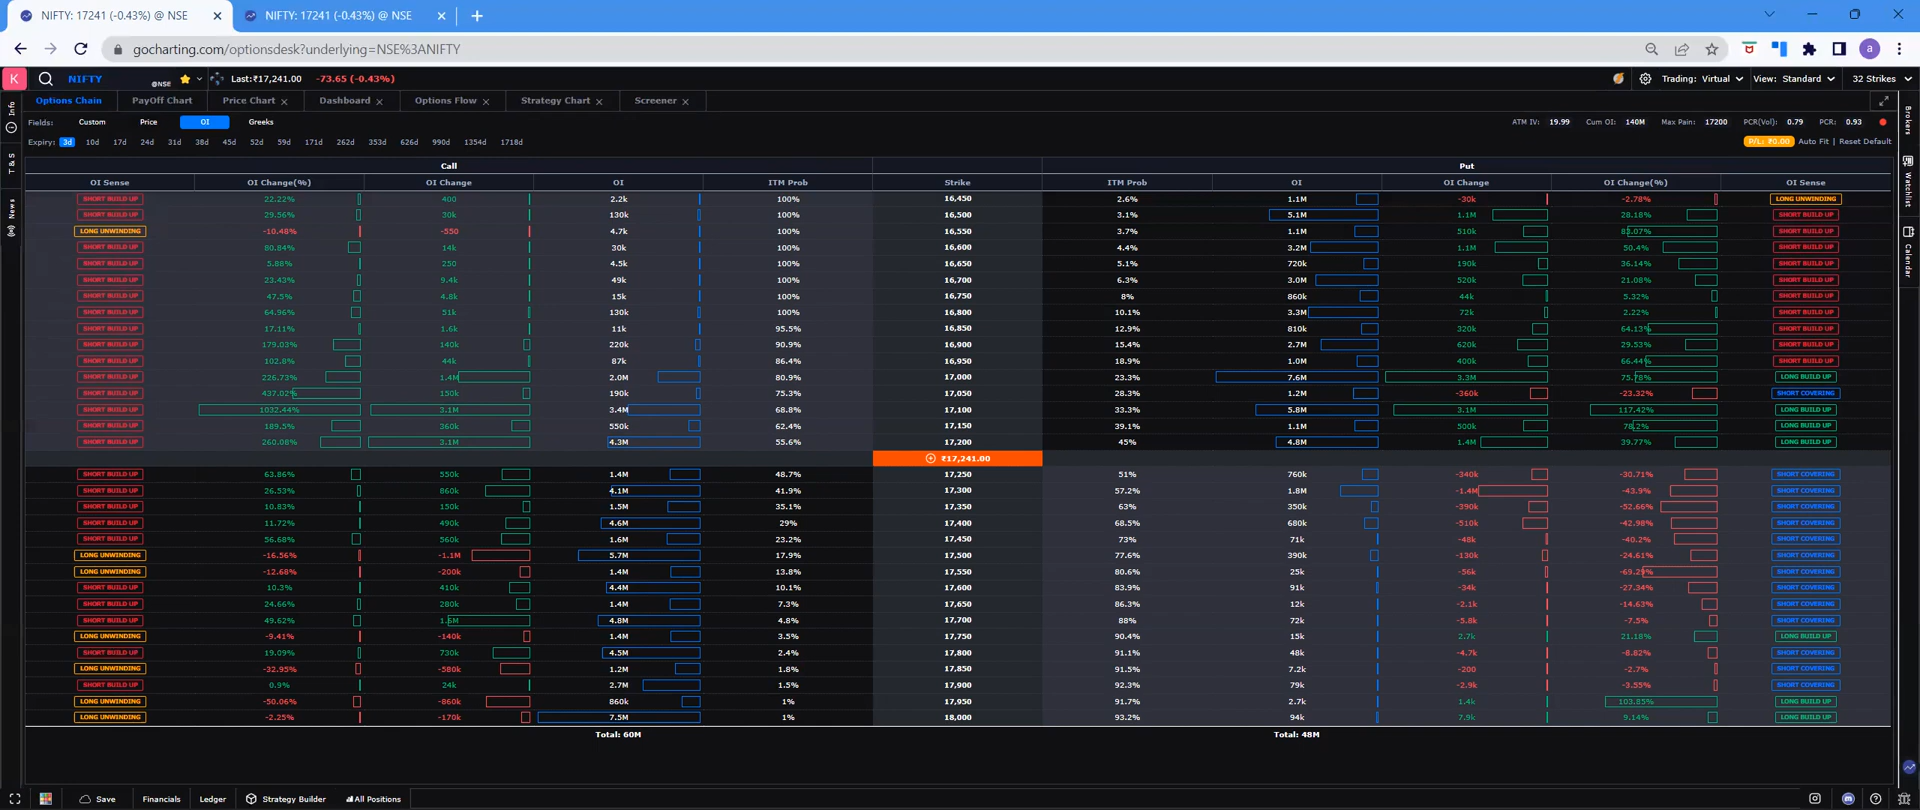 NIFTY: 17241 (-0.43%) @ NSE NIFTY: 17241 (-0.43%) @ NSE
gocharting.com/optionsdesk?underlying=NSE%3ANIFTY a
K NIFTY @NSE Last:₹17,241.00 -73.65 (-0.43%) Trading: Virtual View: Standard 32 Strikes
Options Chain PayOff Chart Price Chart Dashboard Options Flow Strategy Chart Screener
Fields: Custom Price OI Greeks ATM IV: 19.99 Cum OI: 140M Max Pain: 17200 PCR(Vol): 0.79 PCR: 0.93
Expiry: 3d 10d 17d 24d 31d 38d 45d 52d 59d 171d 262d 353d 626d 990d 1354d 1718d P/L: ₹0.00 Auto Fit | Reset Default
Call Put
OI Sense OI Change(%) OI Change OI ITM Prob Strike ITM Prob OI OI Change OI Change(%) OI Sense
SHORT BUILD UP 22.22% 400 2.2k 100% 16,450 2.6% 1.1M -30k -2.78% LONG UNWINDING
SHORT BUILD UP 29.56% 30k 130k 100% 16,500 3.1% 5.1M 1.1M 28.18% SHORT BUILD UP
LONG UNWINDING -10.48% -550 4.7k 100% 16,550 3.7% 1.1M 510k 83.07% SHORT BUILD UP
SHORT BUILD UP 80.84% 14k 30k 100% 16,600 4.4% 3.2M 1.1M 50.4% SHORT BUILD UP
SHORT BUILD UP 5.88% 250 4.5k 100% 16,650 5.1% 720k 190k 36.14% SHORT BUILD UP
SHORT BUILD UP 23.43% 9.4k 49k 100% 16,700 6.3% 3.0M 520k 21.08% SHORT BUILD UP
SHORT BUILD UP 47.5% 4.8k 15k 100% 16,750 8% 860k 44k 5.32% SHORT BUILD UP
SHORT BUILD UP 64.96% 51k 130k 100% 16,800 10.1% 3.3M 72k 2.22% SHORT BUILD UP
SHORT BUILD UP 17.11% 1.6k 11k 95.5% 16,850 12.9% 810k 320k 64.13% SHORT BUILD UP
SHORT BUILD UP 179.03% 140k 220k 90.9% 16,900 15.4% 2.7M 620k 29.53% SHORT BUILD UP
SHORT BUILD UP 102.8% 44k 87k 86.4% 16,950 18.9% 1.0M 400k 66.44% SHORT BUILD UP
SHORT BUILD UP 226.73% 1.4M 2.0M 80.9% 17,000 23.3% 7.6M 3.3M 75.78% LONG BUILD UP
SHORT BUILD UP 437.02% 150k 190k 75.3% 17,050 28.3% 1.2M -360k -23.32% SHORT COVERING
SHORT BUILD UP 1032.44% 3.1M 3.4M 68.8% 17,100 33.3% 5.8M 3.1M 117.42% LONG BUILD UP
SHORT BUILD UP 189.5% 360k 550k 62.4% 17,150 39.1% 1.1M 500k 78.2% LONG BUILD UP
SHORT BUILD UP 260.08% 3.1M 4.3M 55.6% 17,200 45% 4.8M 1.4M 39.77% LONG BUILD UP
₹17,241.00
SHORT BUILD UP 63.86% 550k 1.4M 48.7% 17,250 51% 760k -340k -30.71% SHORT COVERING
SHORT BUILD UP 26.53% 860k 4.1M 41.9% 17,300 57.2% 1.8M -1.4M -43.9% SHORT COVERING
SHORT BUILD UP 10.83% 150k 1.5M 35.1% 17,350 63% 350k -390k -52.66% SHORT COVERING
SHORT BUILD UP 11.72% 490k 4.6M 29% 17,400 68.5% 680k -510k -42.98% SHORT COVERING
SHORT BUILD UP 56.68% 560k 1.6M 23.2% 17,450 73% 71k -48k -40.2% SHORT COVERING
LONG UNWINDING -16.56% -1.1M 5.7M 17.9% 17,500 77.6% 390k -130k -24.61% SHORT COVERING
LONG UNWINDING -12.68% -200k 1.4M 13.8% 17,550 80.6% 25k -56k -69.29% SHORT COVERING
SHORT BUILD UP 10.3% 410k 4.4M 10.1% 17,600 83.9% 91k -34k -27.34% SHORT COVERING
SHORT BUILD UP 24.66% 280k 1.4M 7.3% 17,650 86.3% 12k -2.1k -14.63% SHORT COVERING
SHORT BUILD UP 49.62% 1.6M 4.8M 4.8% 17,700 88% 72k -5.8k -7.5% SHORT COVERING
LONG UNWINDING -9.41% -140k 1.4M 3.5% 17,750 90.4% 15k 2.7k 21.18% LONG BUILD UP
SHORT BUILD UP 19.09% 730k 4.5M 2.4% 17,800 91.1% 48k -4.7k -8.82% SHORT COVERING
LONG UNWINDING -32.95% -580k 1.2M 1.8% 17,850 91.5% 7.2k -200 -2.7% SHORT COVERING
SHORT BUILD UP 0.9% 24k 2.7M 1.5% 17,900 92.3% 79k -2.9k -3.55% SHORT COVERING
LONG UNWINDING -50.06% -860k 860k 1% 17,950 91.7% 2.7k 1.4k 103.85% LONG BUILD UP
LONG UNWINDING -2.25% -170k 7.5M 1% 18,000 93.2% 94k 7.9k 9.14% LONG BUILD UP
Total: 60M Total: 48M
Save Financials Ledger Strategy Builder All Positions
Info
T & S
News
Brokers
Watchlist
Calendar